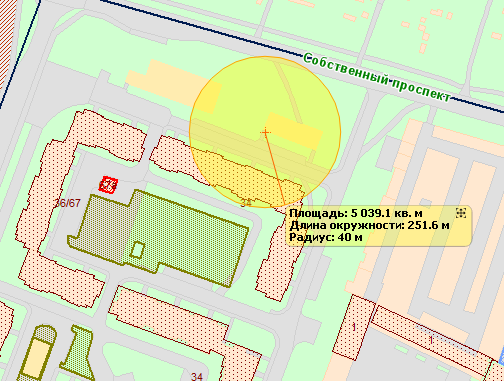 Собственный проспект
36/67
34
Площадь: 5 039.1 кв. м
Длина окружности: 251.6 м
Радиус: 40 м
1
1
34